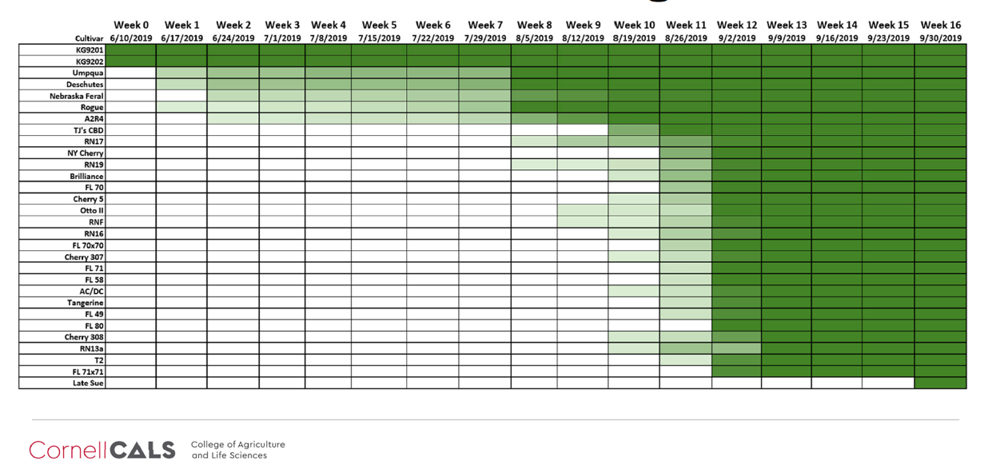 Week 0 Week 1 Week 2 Week 3 Week 4 Week 5 Week 6 Week 7 Week 8 Week 9 Week 10 Week 11 Week 12 Week 13 Week 14 Week 15 Week 16
Cultivar 6/10/2019 6/17/2019 6/24/2019 7/1/2019 7/8/2019 7/15/2019 7/22/2019 7/29/2019 8/5/2019 8/12/2019 8/19/2019 8/26/2019 9/2/2019 9/9/2019 9/16/2019 9/23/2019 9/30/2019
KG9201
KG9202
Umpqua
Deschutes
Nebraska Feral
Rogue
A2R4
TJ's CBD
RN17
NY Cherry
RN19
Brilliance
FL 70
Cherry 5
Otto II
RNF
RN16
FL 70x70
Cherry 307
FL 71
FL 58
AC/DC
Tangerine
FL 49
FL 80
Cherry 308
RN13a
T2
FL 71x71
Late Sue
CornellCALS
College of Agriculture
and Life Sciences